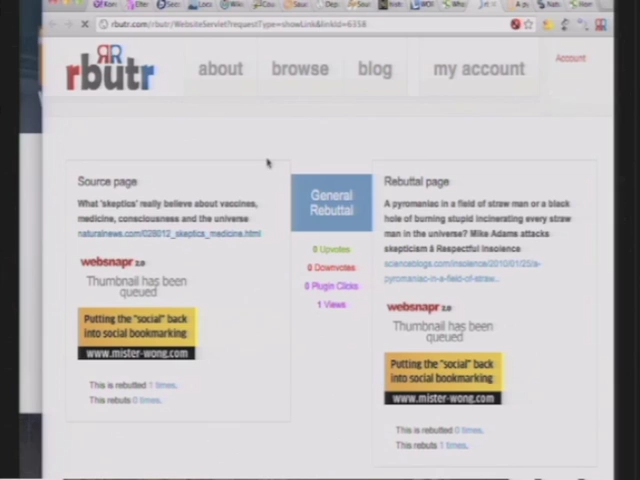 rbutr.com/rbutr/WebsiteServlet?requestType=showLink&linkId=6358
RR
rbutr
about
browse
blog
my account
Account
Source page
What 'skeptics' really believe about vaccines,
medicine, consciousness and the universe
naturalnews.com/028012_skeptics_medicine.html
websnapr 2.0
Thumbnail has been
queued
Putting the "social" back
into social bookmarking
www.mister-wong.com
This is rebutted 1 times.
This rebuts 0 times.
General
Rebuttal
0 Upvotes
0 Downvotes
0 Plugin Clicks
1 Views
Rebuttal page
A pyromaniac in a field of straw man or a black
hole of burning stupid incinerating every straw
man in the universe? Mike Adams attacks
skepticism â Respectful Insolence
scienceblogs.com/insolence/2010/01/25/a-
pyromaniac-in-a-field-of-straw...
websnapr 2.0
Thumbnail has been
queued
Putting the "social" back
into social bookmarking
www.mister-wong.com
This is rebutted 0 times.
This rebuts 1 times.